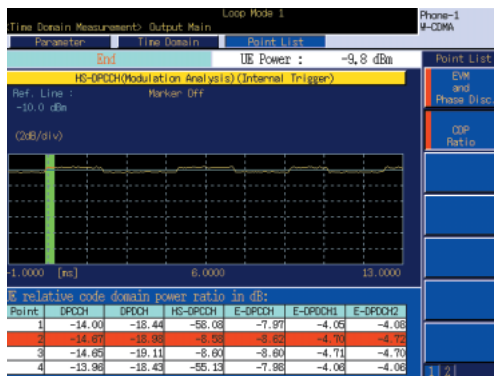 Loop Mode 1
<Time Domain Measurement> Output Main
Phone-1
W-CDMA
Parameter Time Domain Point List
End UE Power : -9.8 dBm
Point List
HS-DPCCH(Modulation Analysis)(Internal Trigger)
Ref. Line : Marker Off
-10.0 dBm
(2dB/div)
EVM
and
Phase Disc.
CDP
Ratio
-1.0000 [ms] 6.0000 13.0000
UE relative code domain power ratio in dB:
Point DPCCH DPDCH HS-DPCCH E-DPCCH E-DPDCH1 E-DPDCH2
1 -14.00 -18.44 -58.08 -7.97 -4.05 -4.08
2 -14.67 -18.98 -8.58 -8.62 -4.70 -4.72
3 -14.65 -19.11 -8.60 -8.60 -4.71 -4.70
4 -13.96 -18.43 -55.13 -7.98 -4.06 -4.06
1 2